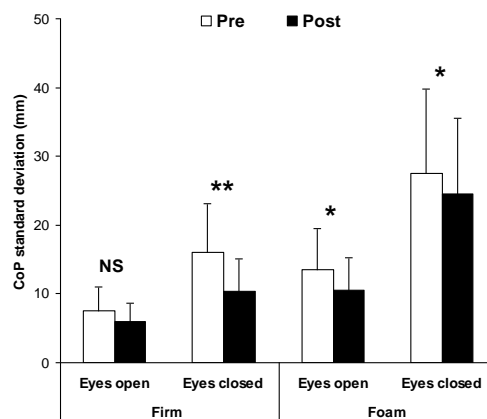 50
Pre Post
40
30
20
10
0
CoP standard deviation (mm)
NS
**
*
*
Eyes open Eyes closed Eyes open Eyes closed
Firm Foam